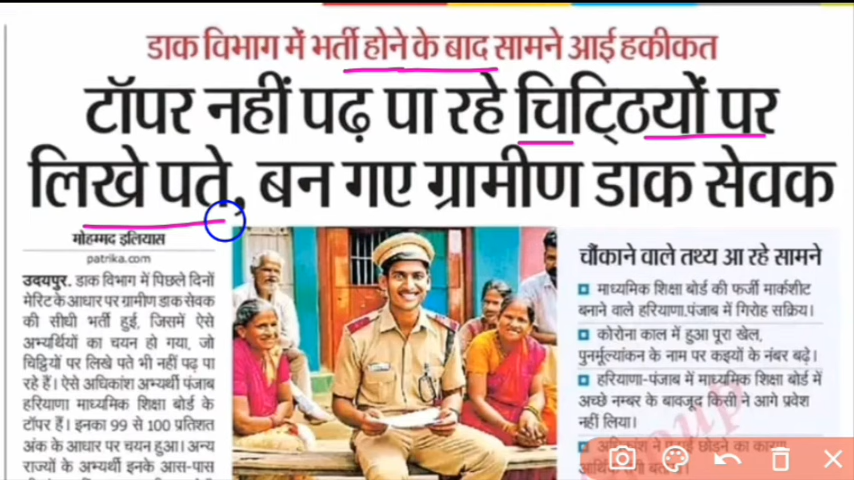 डाक विभाग में भर्ती होने के बाद सामने आई हकीकत
टॉपर नहीं पढ़ पा रहे चिट्ठियों पर
लिखे पते, बन गए ग्रामीण डाक सेवक
मोहम्मद इलियास
patrika.com
उदयपुर. डाक विभाग में पिछले दिनों
मेरिट के आधार पर ग्रामीण डाक सेवक
की सीधी भर्ती हुई, जिसमें ऐसे
अभ्यर्थियों का चयन हो गया, जो
चिट्ठियों पर लिखे पते भी नहीं पढ़ पा
रहे हैं। ऐसे अधिकांश अभ्यर्थी पंजाब
हरियाणा माध्यमिक शिक्षा बोर्ड के
टॉपर हैं। इनका 99 से 100 प्रतिशत
अंक के आधार पर चयन हुआ। अन्य
राज्यों के अभ्यर्थी इनके आस-पास
चौंकाने वाले तथ्य आ रहे सामने
माध्यमिक शिक्षा बोर्ड की फर्जी मार्कशीट
बनाने वाले हरियाणा.पंजाब में गिरोह सक्रिय।
कोरोना काल में हुआ पूरा खेल,
पुनर्मूल्यांकन के नाम पर कइयों के नंबर बढ़े।
हरियाणा-पंजाब में माध्यमिक शिक्षा बोर्ड में
अच्छे नम्बर के बावजूद किसी ने आगे प्रवेश
नहीं लिया।